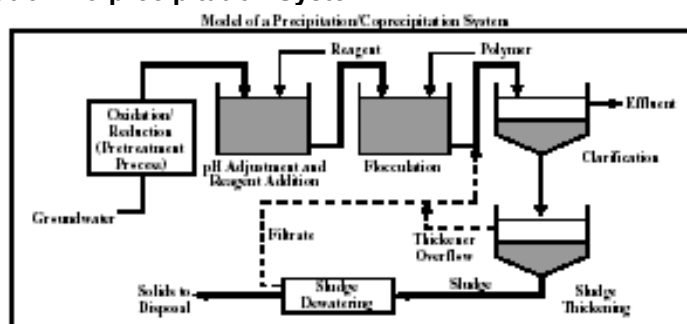 Model of a Precipitation/Coprecipitation System
Reagent
Polymer
Effluent
Oxidation/
Reduction
(Pretreatment
Process)
pH Adjustment and
Reagent Addition
Flocculation
Clarification
Groundwater
Filtrate
Thickener
Overflow
Solids to
Disposal
Sludge
Dewatering
Sludge
Sludge
Thickening